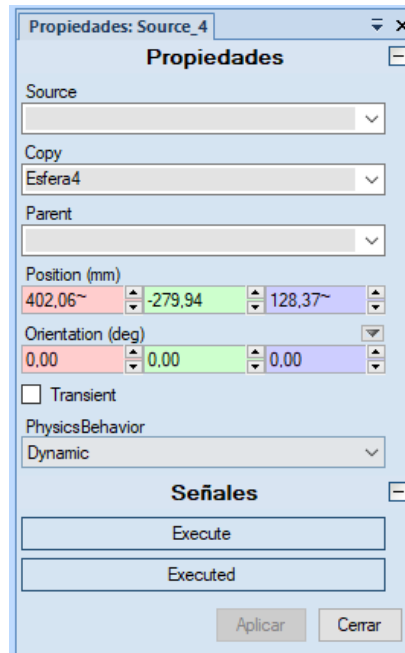 Propiedades: Source_4
Propiedades
Source
Copy
Esfera4
Parent
Position (mm)
402,06~ -279,94 128,37~
Orientation (deg)
0,00 0,00 0,00
Transient
PhysicsBehavior
Dynamic
Señales
Execute
Executed
Aplicar Cerrar